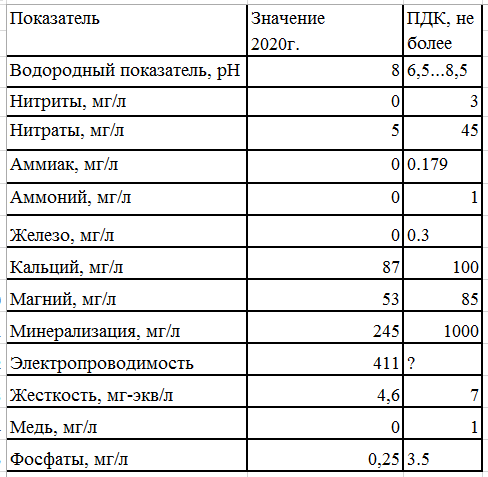 Показатель Значение 2020г. ПДК, не более
Водородный показатель, рН 8 6,5...8,5
Нитриты, мг/л 0 3
Нитраты, мг/л 5 45
Аммиак, мг/л 0 0.179
Аммоний, мг/л 0 1
Железо, мг/л 0 0.3
Кальций, мг/л 87 100
Магний, мг/л 53 85
Минерализация, мг/л 245 1000
Электропроводимость 411 ?
Жесткость, мг-экв/л 4,6 7
Медь, мг/л 0 1
Фосфаты, мг/л 0,25 3.5